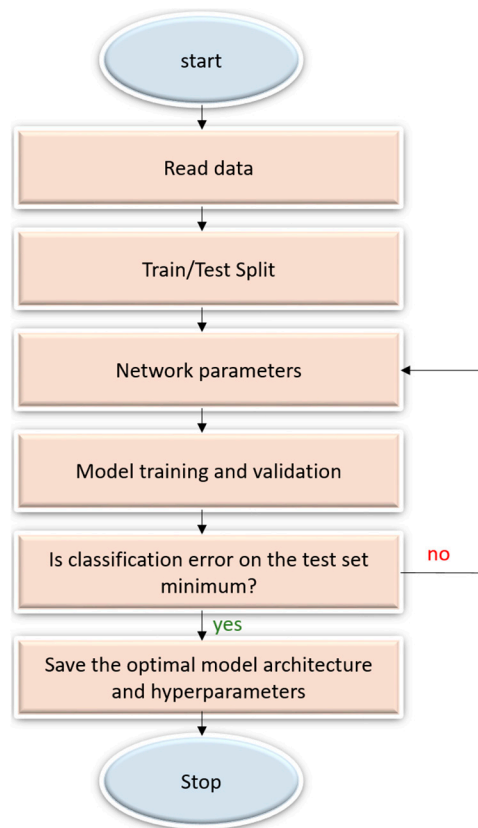 start
Read data
Train/Test Split
Network parameters
Model training and validation
Is classification error on the test set
minimum?
no
yes
Save the optimal model architecture
and hyperparameters
Stop